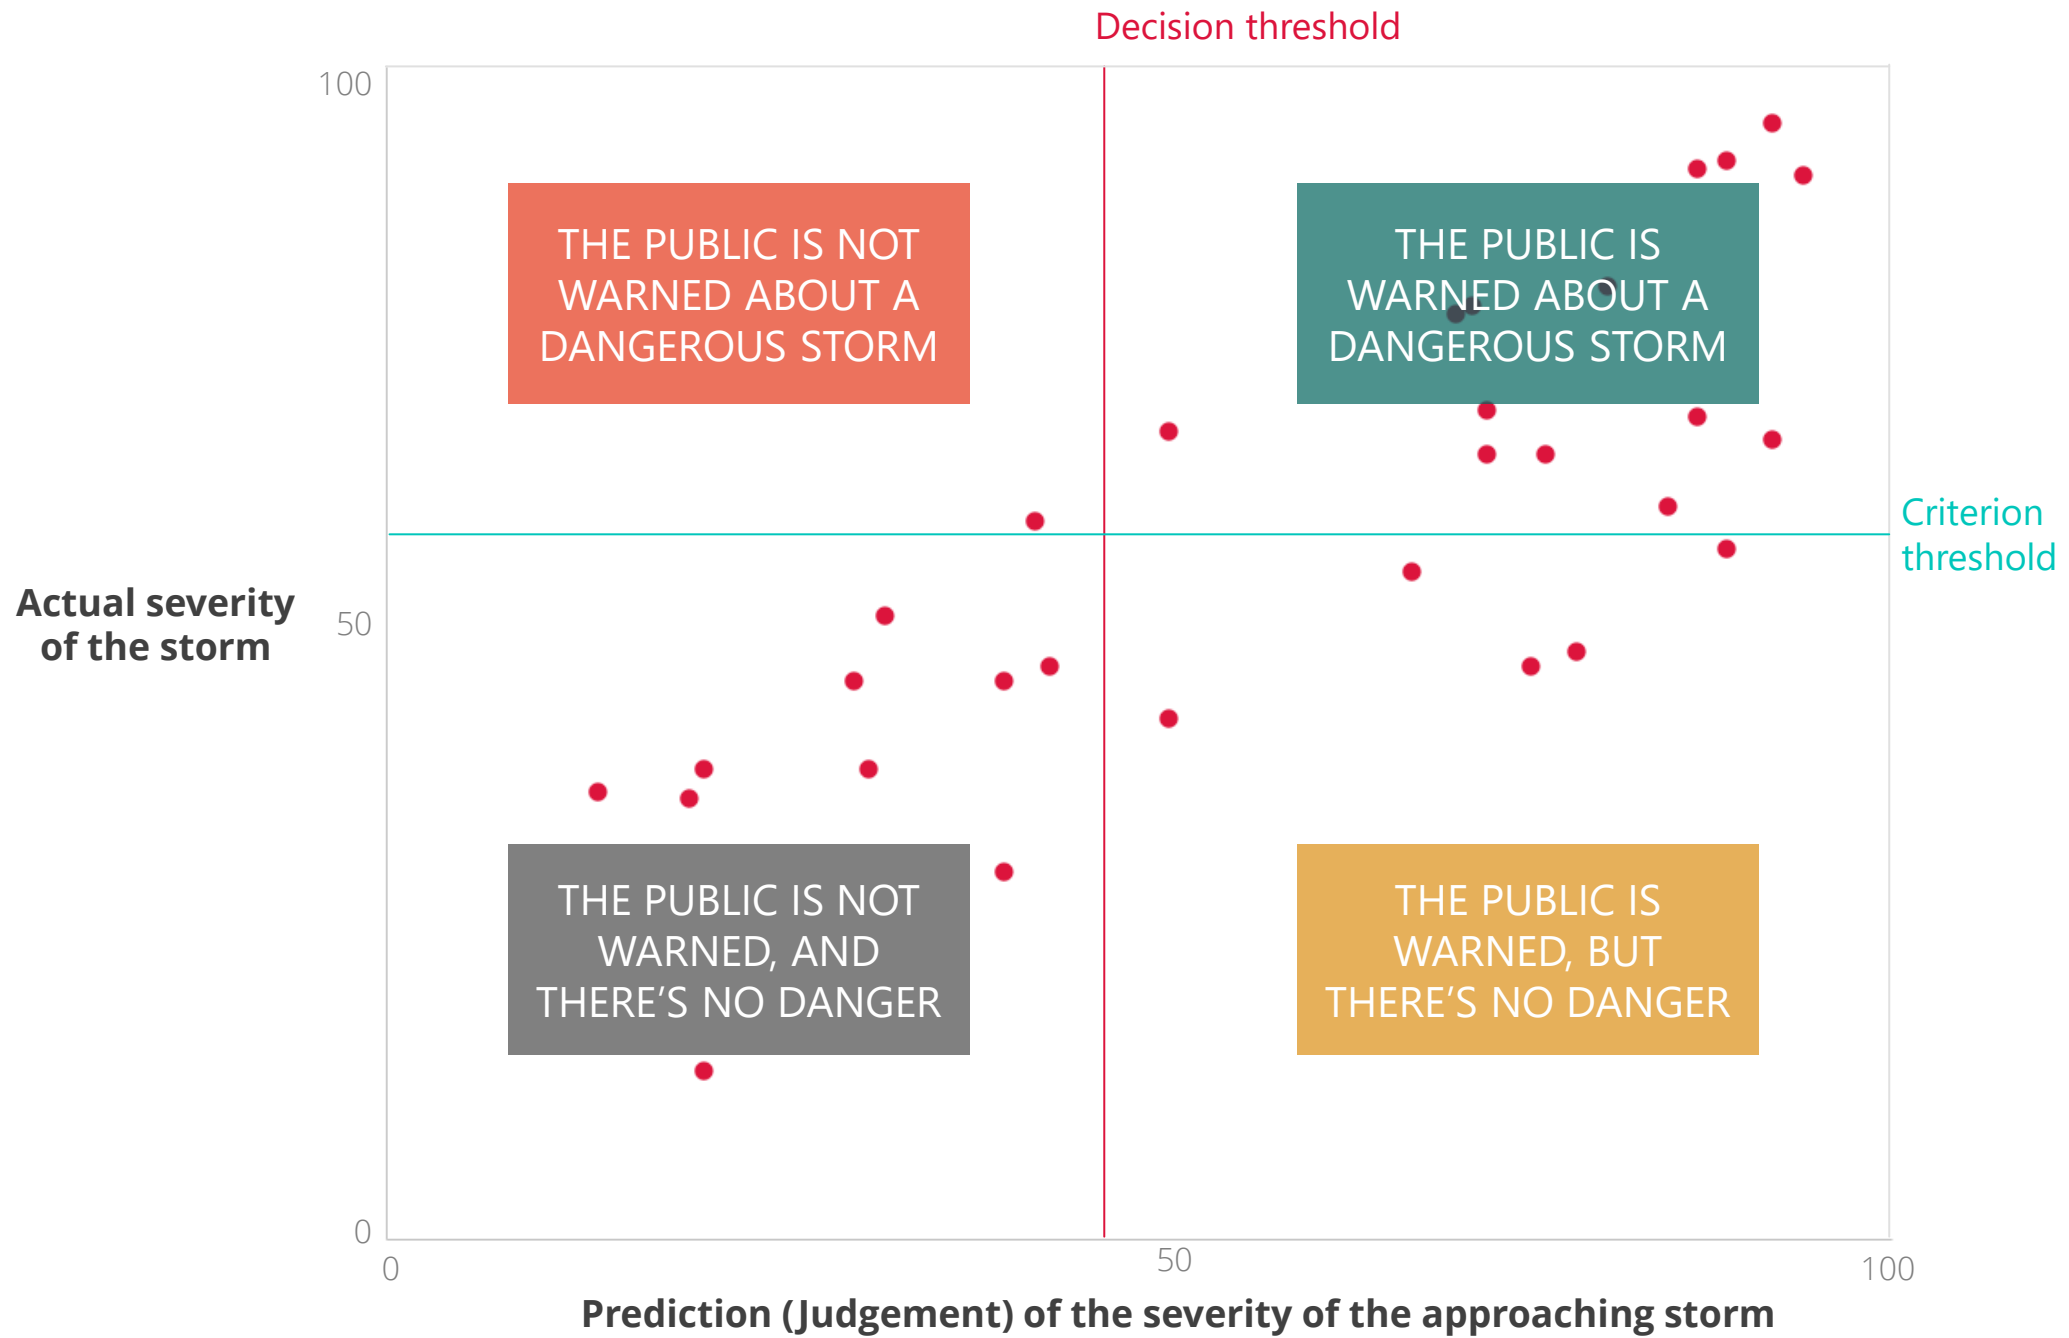 Decision threshold
100
THE PUBLIC IS NOT
WARNED ABOUT A
DANGEROUS STORM
THE PUBLIC IS
WARNED ABOUT A
DANGEROUS STORM
Criterion
threshold
Actual severity
of the storm
50
THE PUBLIC IS NOT
WARNED, AND
THERE’S NO DANGER
THE PUBLIC IS
WARNED, BUT
THERE’S NO DANGER
0
0
50
100
Prediction (Judgement) of the severity of the approaching storm